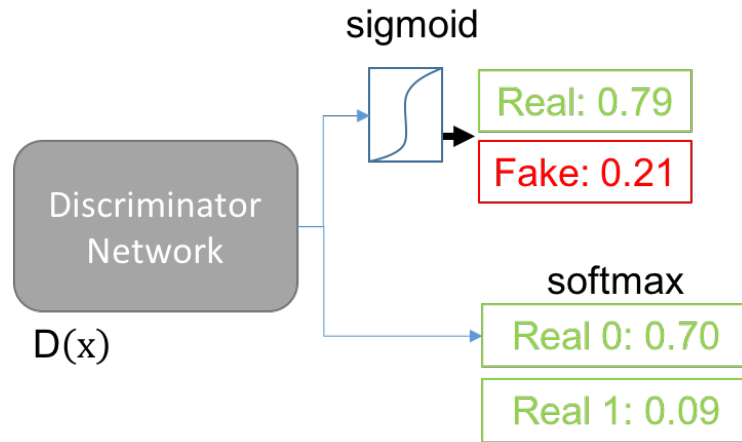 sigmoid
Real: 0.79
Fake: 0.21
Discriminator
Network
D(x)
softmax
Real 0: 0.70
Real 1: 0.09